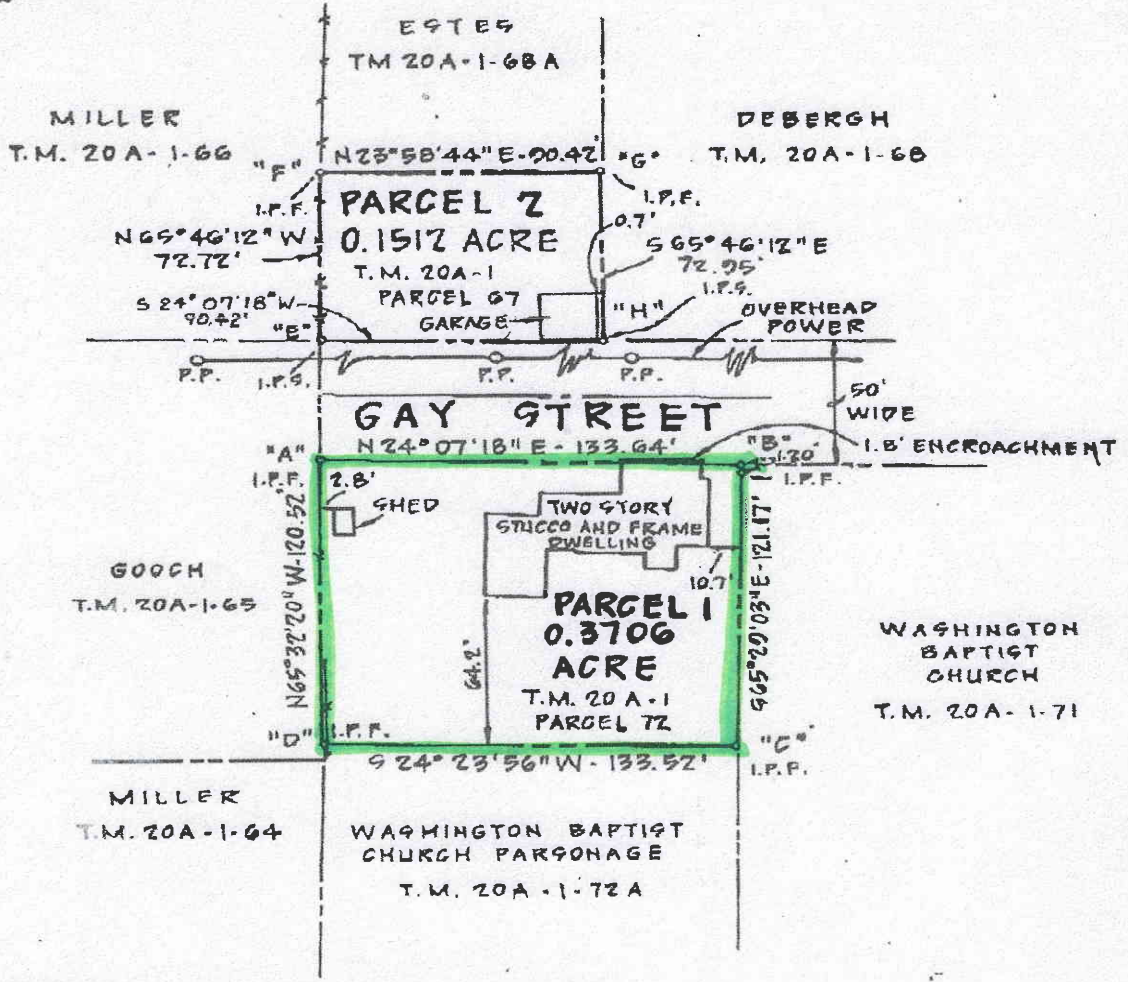 ESTES
TM 20A-1-68A
MILLER
T.M. 20A-1-66
DEBERGH
T.M. 20A-1-68
"F"
N23°58'44"E-90.42'
"G"
I.P.F.
I.P.F.
PARCEL 2
0.1512 ACRE
T.M. 20A-1
PARCEL 67
0.7'
N65°46'12"W
72.72'
S65°46'12"E
72.95'
I.P.S.
S24°07'18"W
90.42'
"E"
GARAGE
"H"
OVERHEAD
POWER
P.P.
I.P.S.
P.P.
P.P.
50'
WIDE
GAY STREET
"A"
N24°07'18"E - 133.64'
"B"
1.20'
1.8' ENCROACHMENT
I.P.F.
I.P.F.
2.8'
SHED
TWO STORY
STUCCO AND FRAME
DWELLING
10.7'
N65°32'20"W-120.52'
S65°29'03"E-121.17'
GOOCH
T.M. 20A-1-65
PARCEL 1
0.3706
ACRE
T.M. 20A-1
PARCEL 72
64.2'
WASHINGTON
BAPTIST
CHURCH
T.M. 20A-1-71
"D"
I.P.F.
S24°23'56"W - 133.52'
"C"
I.P.F.
MILLER
T.M. 20A-1-64
WASHINGTON BAPTIST
CHURCH PARSONAGE
T.M. 20A-1-72A